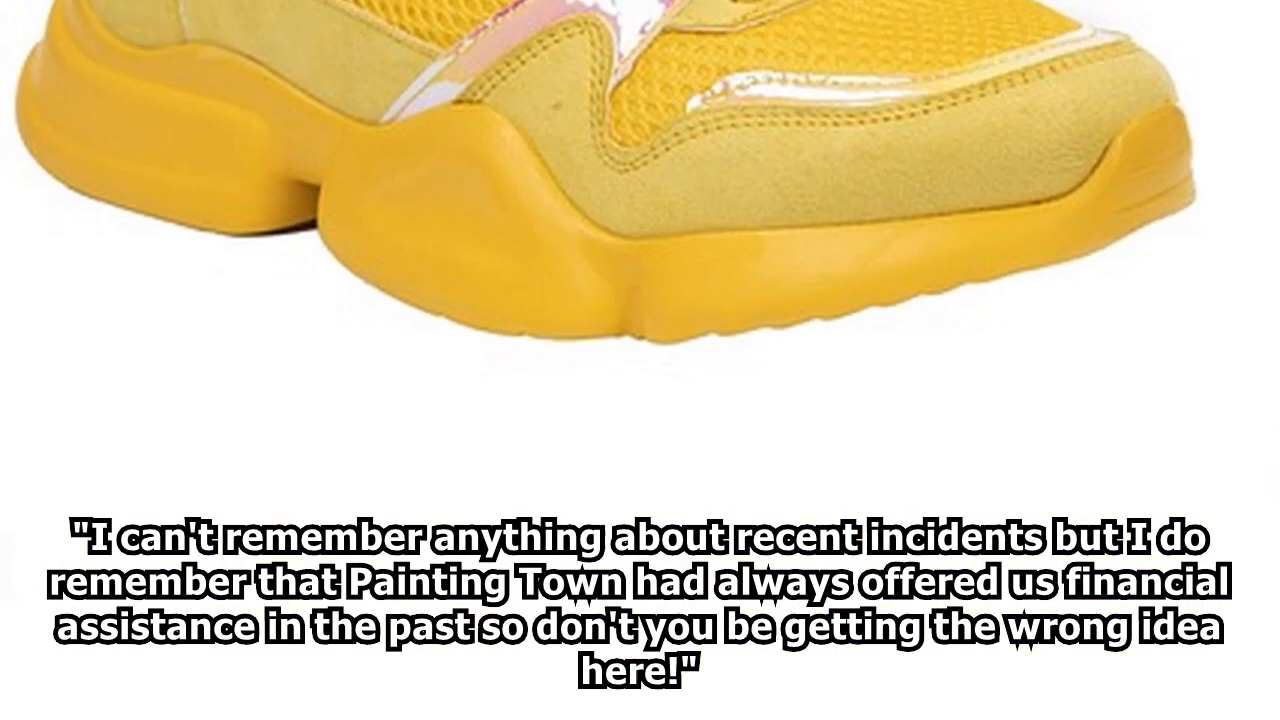 "I can't remember anything about recent incidents but I do
remember that Painting Town had always offered us financial
assistance in the past so don't you be getting the wrong idea
here!"